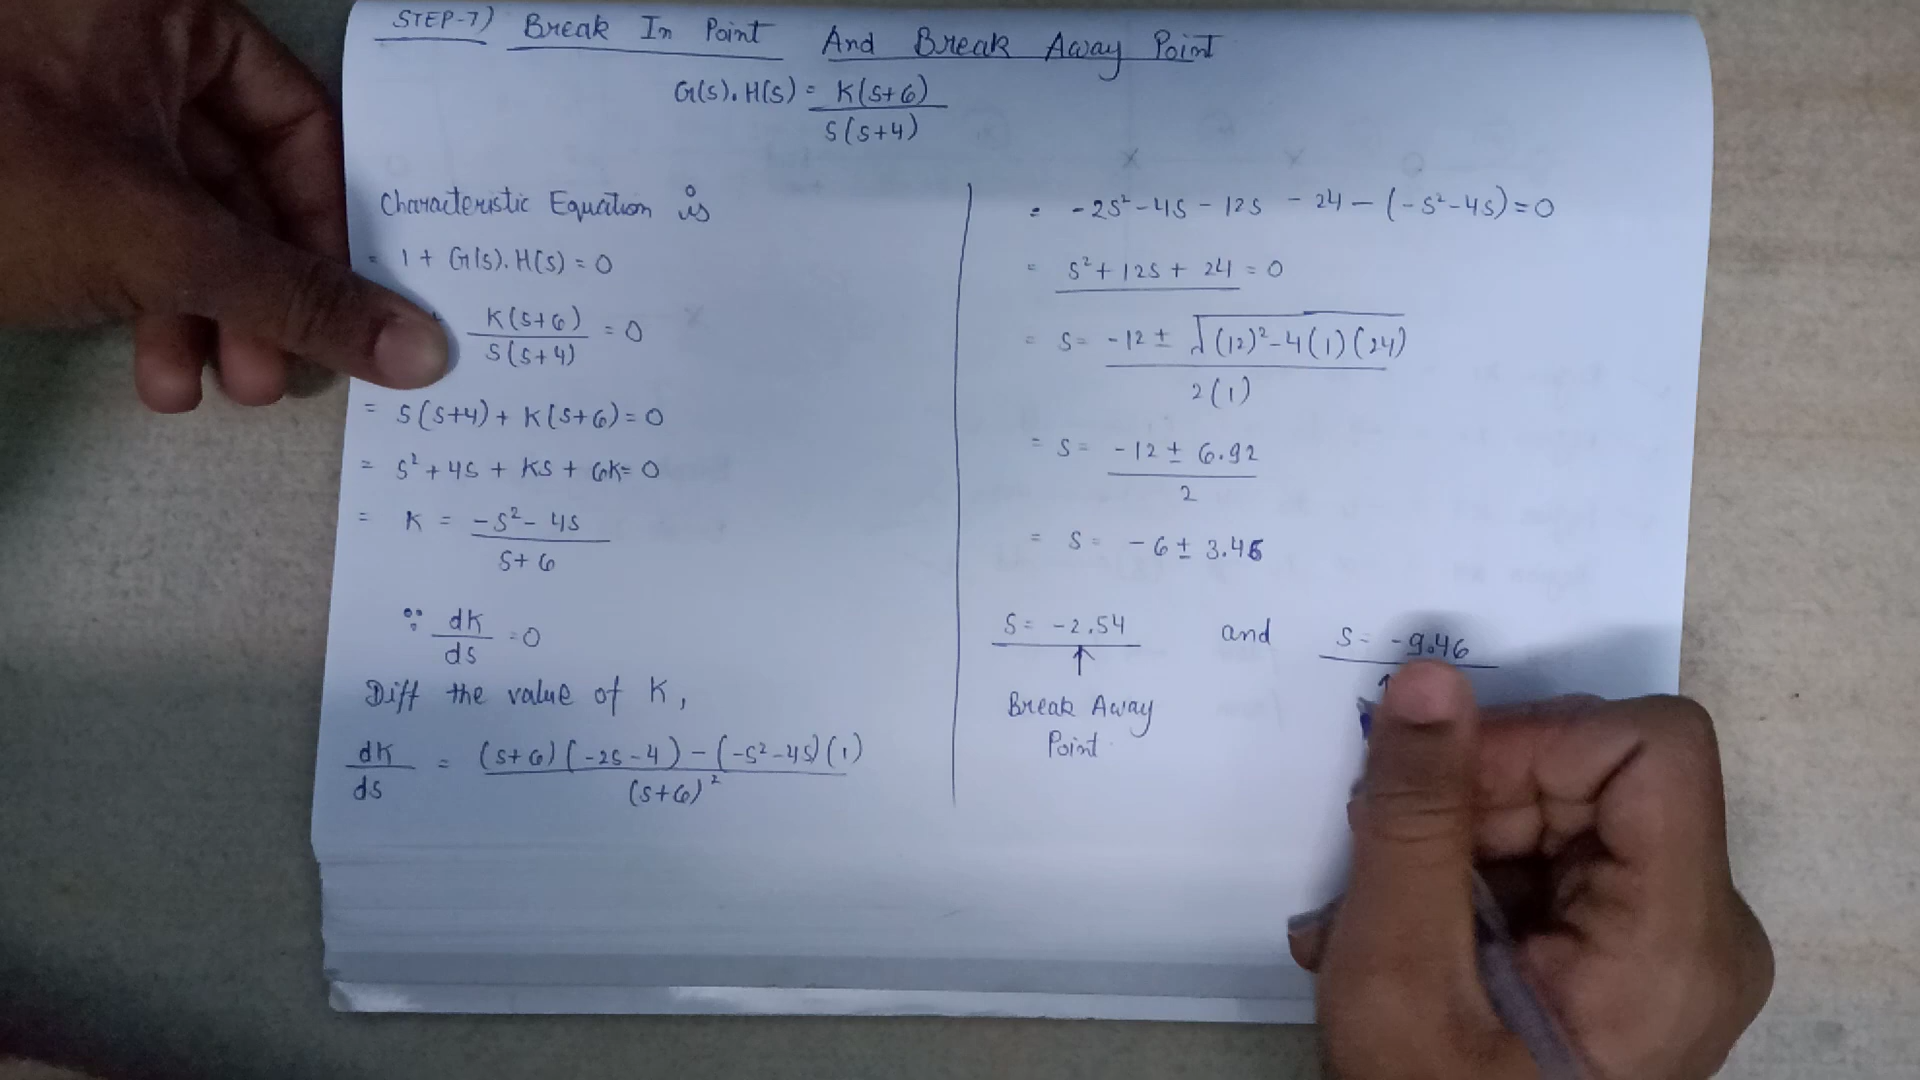 STEP-7) Break In Point And Break Away Point
G(s).H(s) = K(s+6)
s(s+4)
Characteristic Equation is
= 1 + G(s).H(s) = 0
K(s+6) = 0
s(s+4)
= s(s+4) + K(s+6) = 0
= s² + 4s + Ks + 6K = 0
= K = -s² - 4s
s+6
∵ dK = 0
ds
Diff the value of K,
dK = (s+6)(-2s-4) - (-s²-4s)(1)
ds (s+6)²
= -2s² - 4s - 12s - 24 - (-s² - 4s) = 0
= s² + 12s + 24 = 0
= s = -12 ± √(12)² - 4(1)(24)
2(1)
= s = -12 ± 6.92
2
= s = -6 ± 3.46
s = -2.54 and s = -9.46
↑ ↑
Break Away
Point